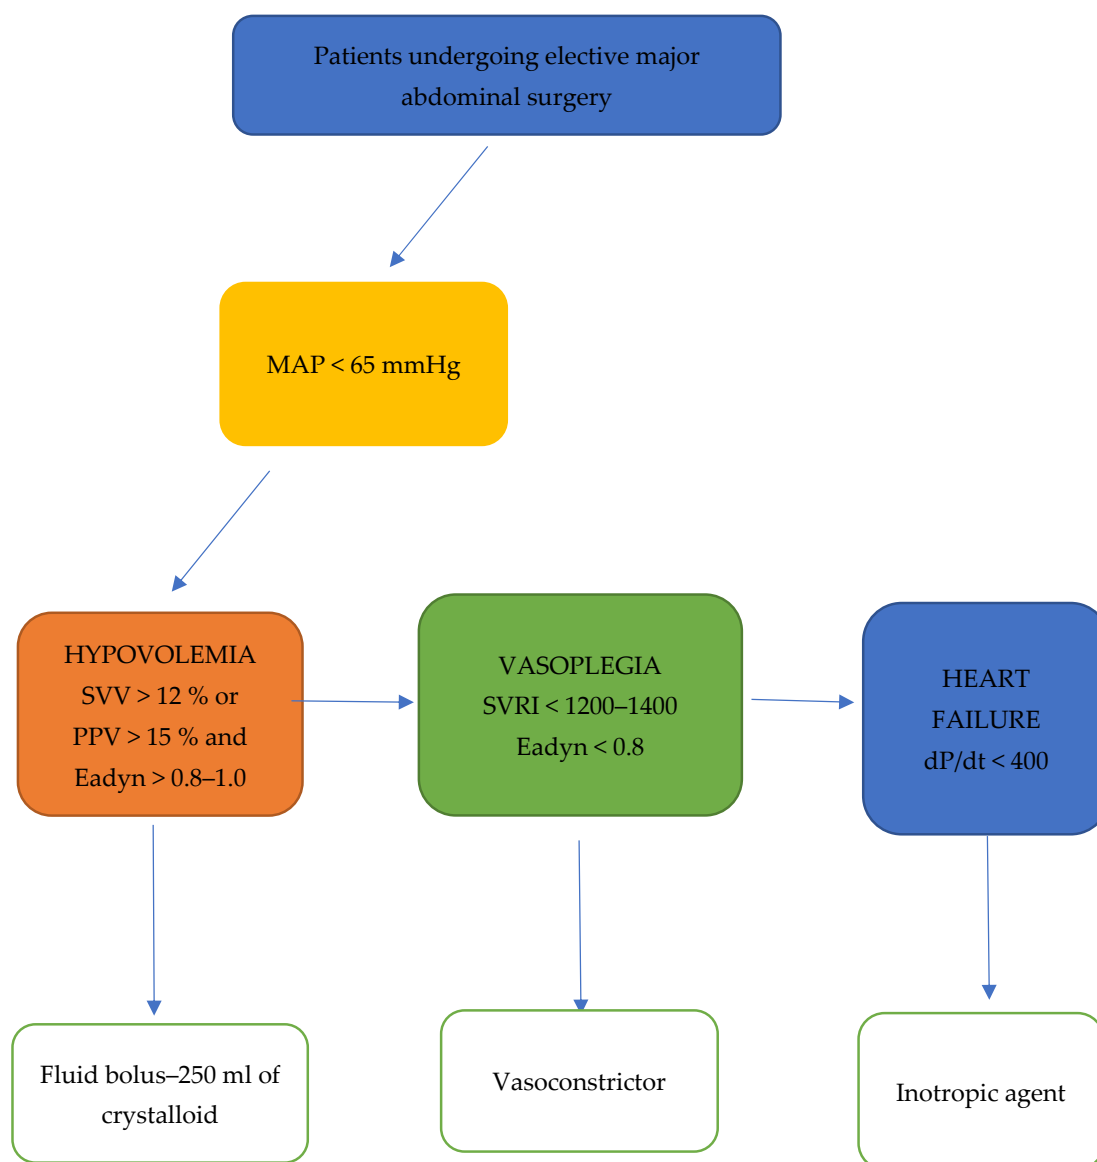 Patients undergoing elective major
abdominal surgery
MAP < 65 mmHg
HYPOVOLEMIA
SVV > 12 % or
PPV > 15 % and
Eadyn > 0.8–1.0
VASOPLEGIA
SVRI < 1200–1400
Eadyn < 0.8
HEART
FAILURE
dP/dt < 400
Fluid bolus–250 ml of
crystalloid
Vasoconstrictor
Inotropic agent